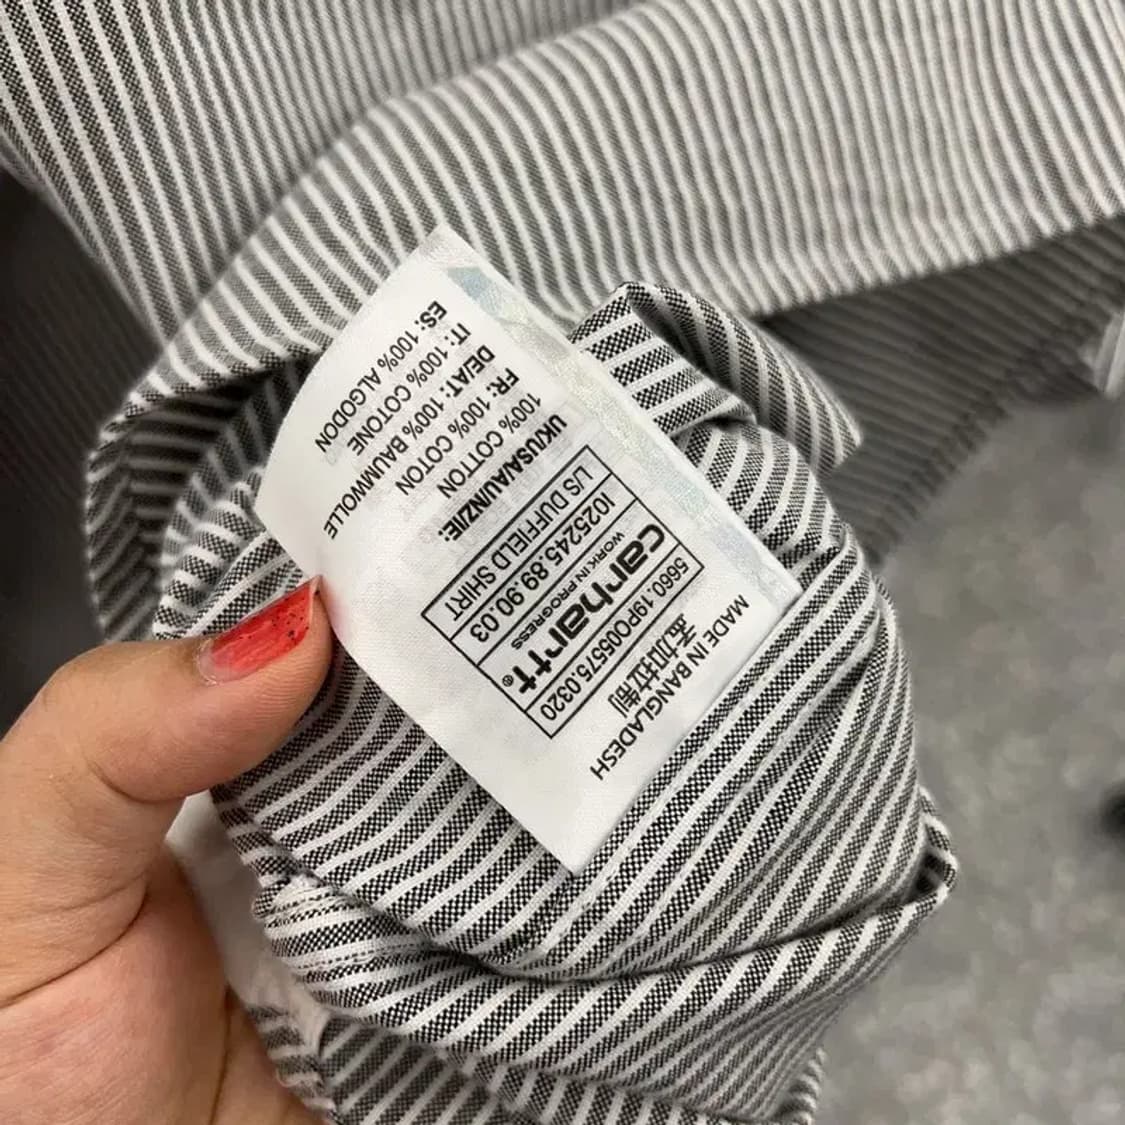 MADE IN BANGLADESH
孟加拉制
5660.19PO05575.0320
carhartt®
WORK IN PROGRESS
I025245.89.90.03
L/S DUFFIELD SHIRT
UK/USA/AU/NZ/IE:
100% COTTON
FR: 100% COTON
DE/AT: 100% BAUMWOLLE
IT: 100% COTONE
ES: 100% ALGODON